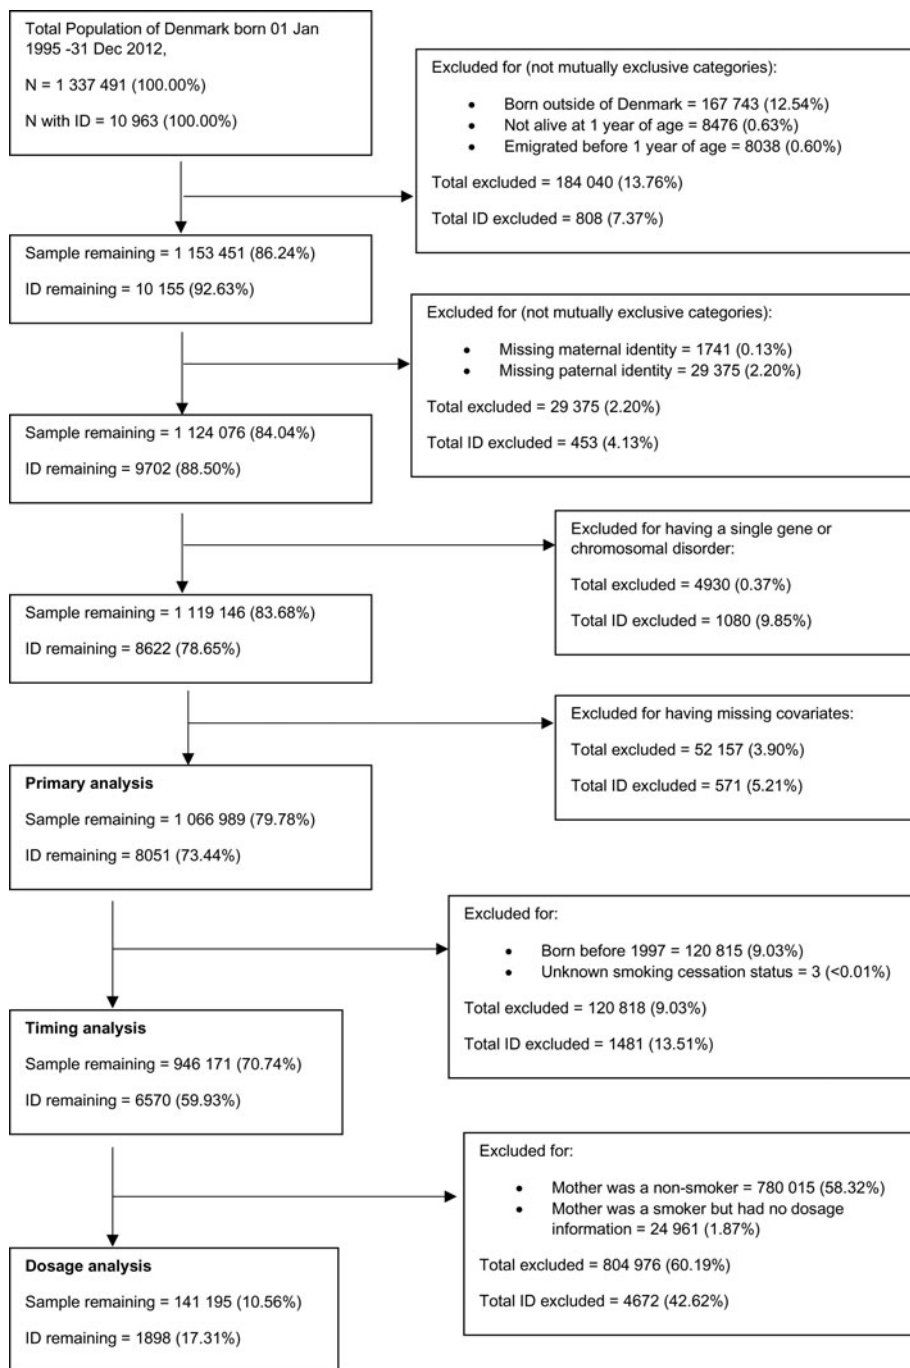 Total Population of Denmark born 01 Jan
1995 -31 Dec 2012,
N = 1 337 491 (100.00%)
N with ID = 10 963 (100.00%)
Excluded for (not mutually exclusive categories):
• Born outside of Denmark = 167 743 (12.54%)
• Not alive at 1 year of age = 8476 (0.63%)
• Emigrated before 1 year of age = 8038 (0.60%)
Total excluded = 184 040 (13.76%)
Total ID excluded = 808 (7.37%)
Sample remaining = 1 153 451 (86.24%)
ID remaining = 10 155 (92.63%)
Excluded for (not mutually exclusive categories):
• Missing maternal identity = 1741 (0.13%)
• Missing paternal identity = 29 375 (2.20%)
Total excluded = 29 375 (2.20%)
Total ID excluded = 453 (4.13%)
Sample remaining = 1 124 076 (84.04%)
ID remaining = 9702 (88.50%)
Excluded for having a single gene or
chromosomal disorder:
Total excluded = 4930 (0.37%)
Total ID excluded = 1080 (9.85%)
Sample remaining = 1 119 146 (83.68%)
ID remaining = 8622 (78.65%)
Excluded for having missing covariates:
Total excluded = 52 157 (3.90%)
Total ID excluded = 571 (5.21%)
Primary analysis
Sample remaining = 1 066 989 (79.78%)
ID remaining = 8051 (73.44%)
Excluded for:
• Born before 1997 = 120 815 (9.03%)
• Unknown smoking cessation status = 3 (<0.01%)
Total excluded = 120 818 (9.03%)
Total ID excluded = 1481 (13.51%)
Timing analysis
Sample remaining = 946 171 (70.74%)
ID remaining = 6570 (59.93%)
Excluded for:
• Mother was a non-smoker = 780 015 (58.32%)
• Mother was a smoker but had no dosage
information = 24 961 (1.87%)
Total excluded = 804 976 (60.19%)
Total ID excluded = 4672 (42.62%)
Dosage analysis
Sample remaining = 141 195 (10.56%)
ID remaining = 1898 (17.31%)